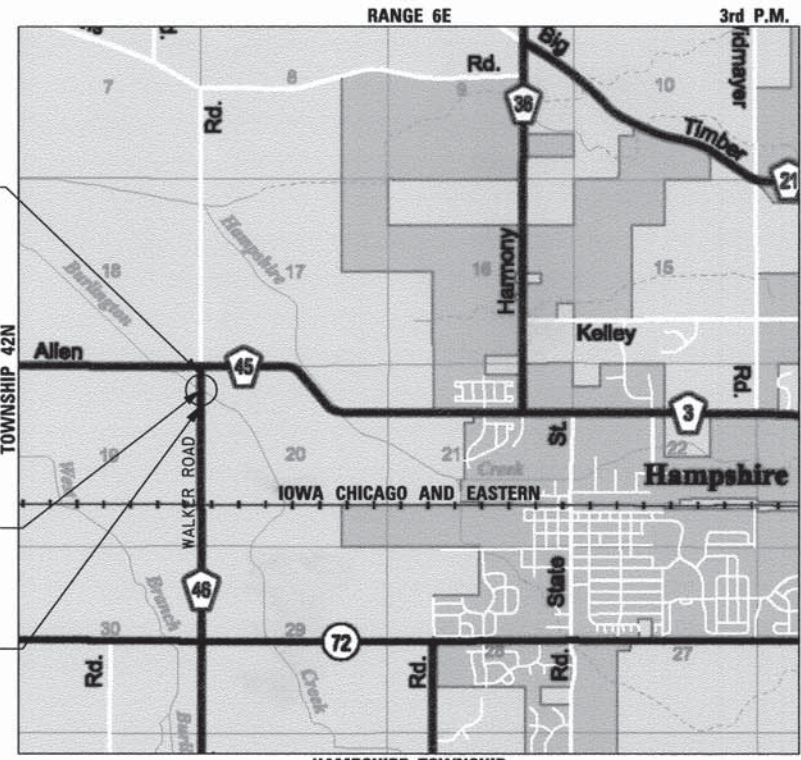 RANGE 6E
3rd P.M.
Big
Rd.
7
8
9
10
36
Rd.
Timber
21
TOWNSHIP 42N
Hampshire
Burlington
18
17
16
15
Harmony
Kelley
Allen
45
Rd.
3
St.
19
20
21
22
WALKER ROAD
West
Creek
Hampshire
IOWA CHICAGO AND EASTERN
46
Branch
State
30
29
72
28
27
Rd.
Creek
Rd.
Rd.